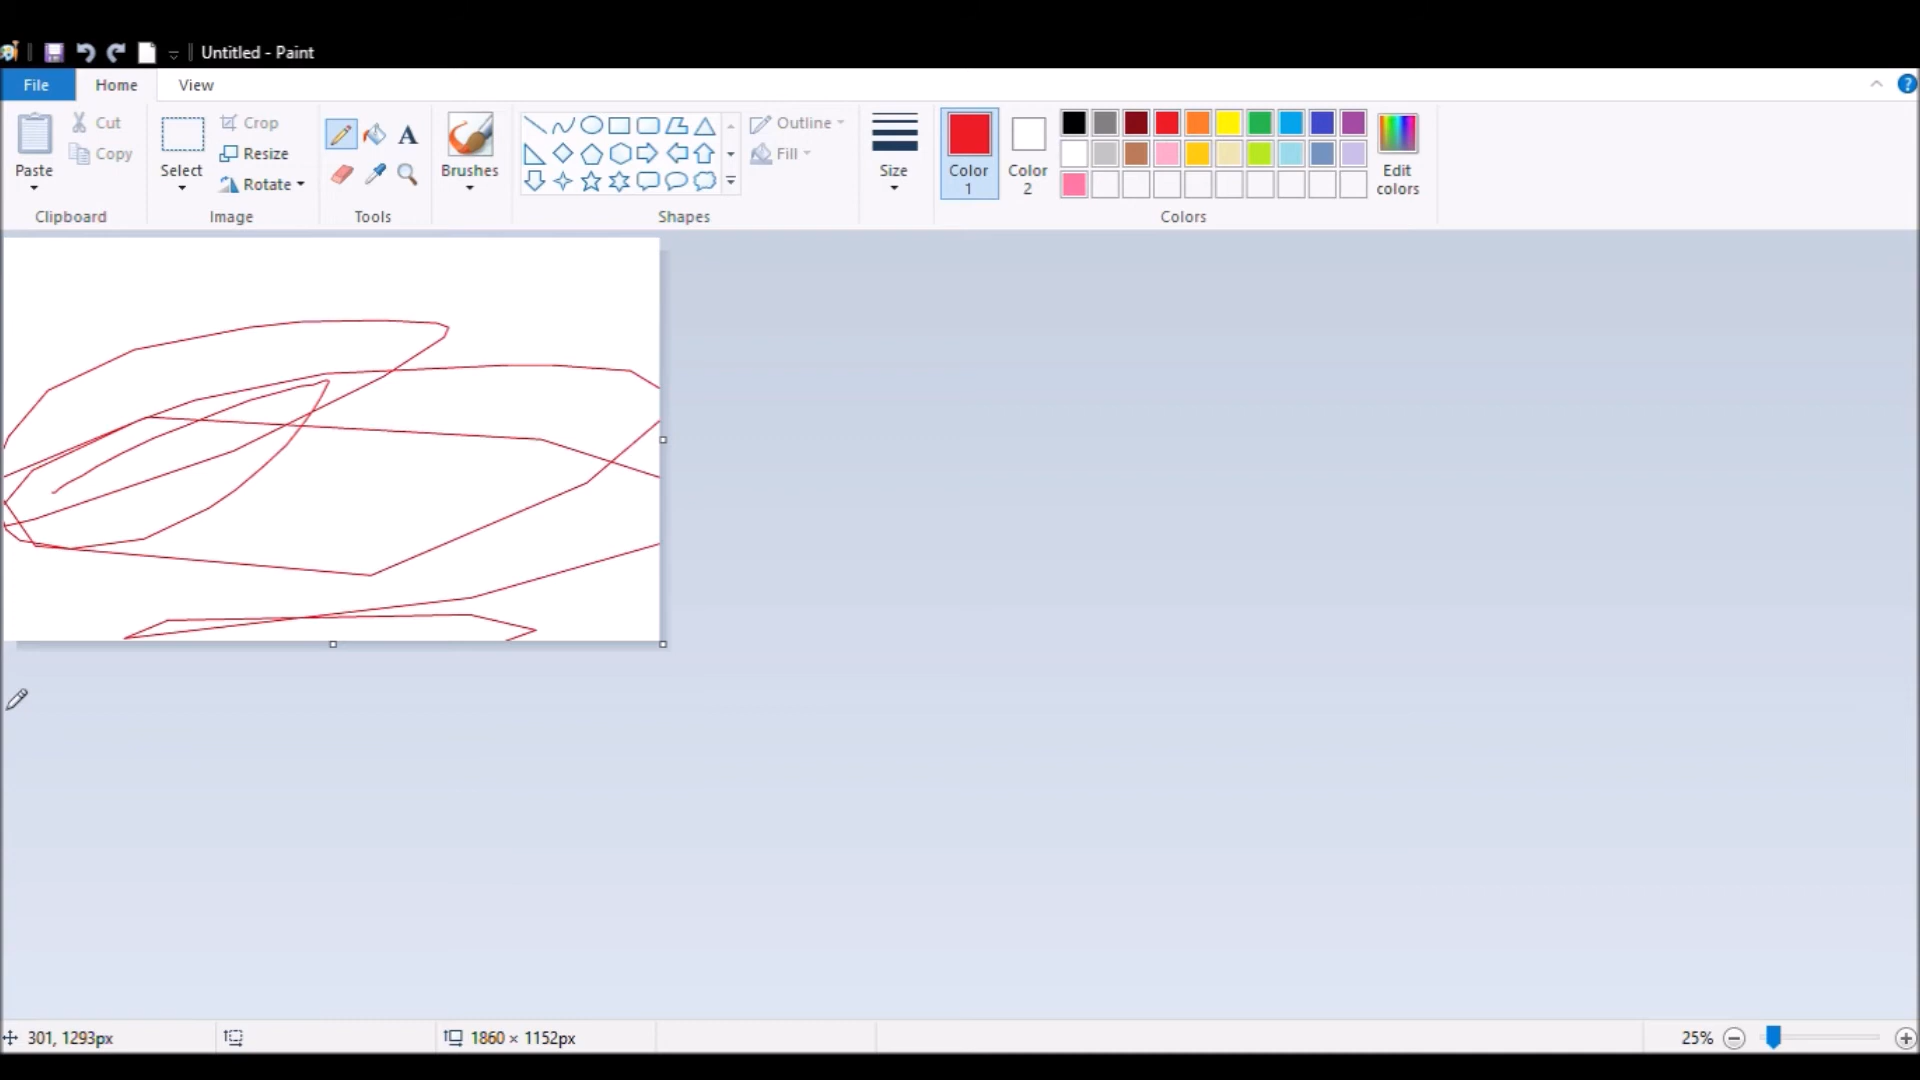 Untitled - Paint
File Home View
Paste Cut Copy Select Crop Resize Rotate A Brushes Outline Fill Size Color 1 Color 2 Edit colors
Clipboard Image Tools Shapes Colors
301, 1293px 1860 × 1152px 25%